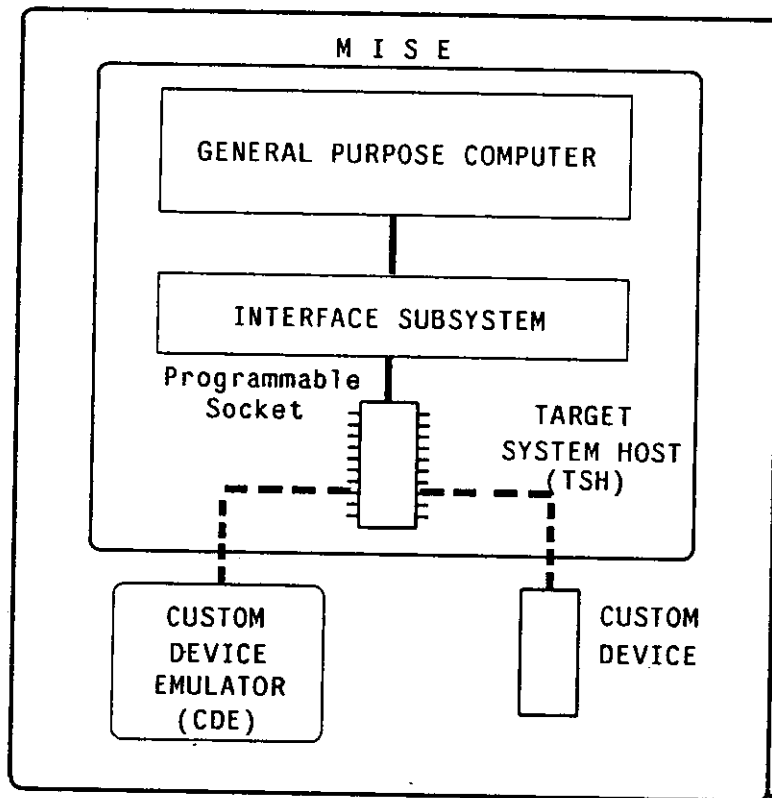 M I S E
GENERAL PURPOSE COMPUTER
INTERFACE SUBSYSTEM
Programmable
Socket
TARGET
SYSTEM HOST
(TSH)
CUSTOM
DEVICE
EMULATOR
(CDE)
CUSTOM
DEVICE